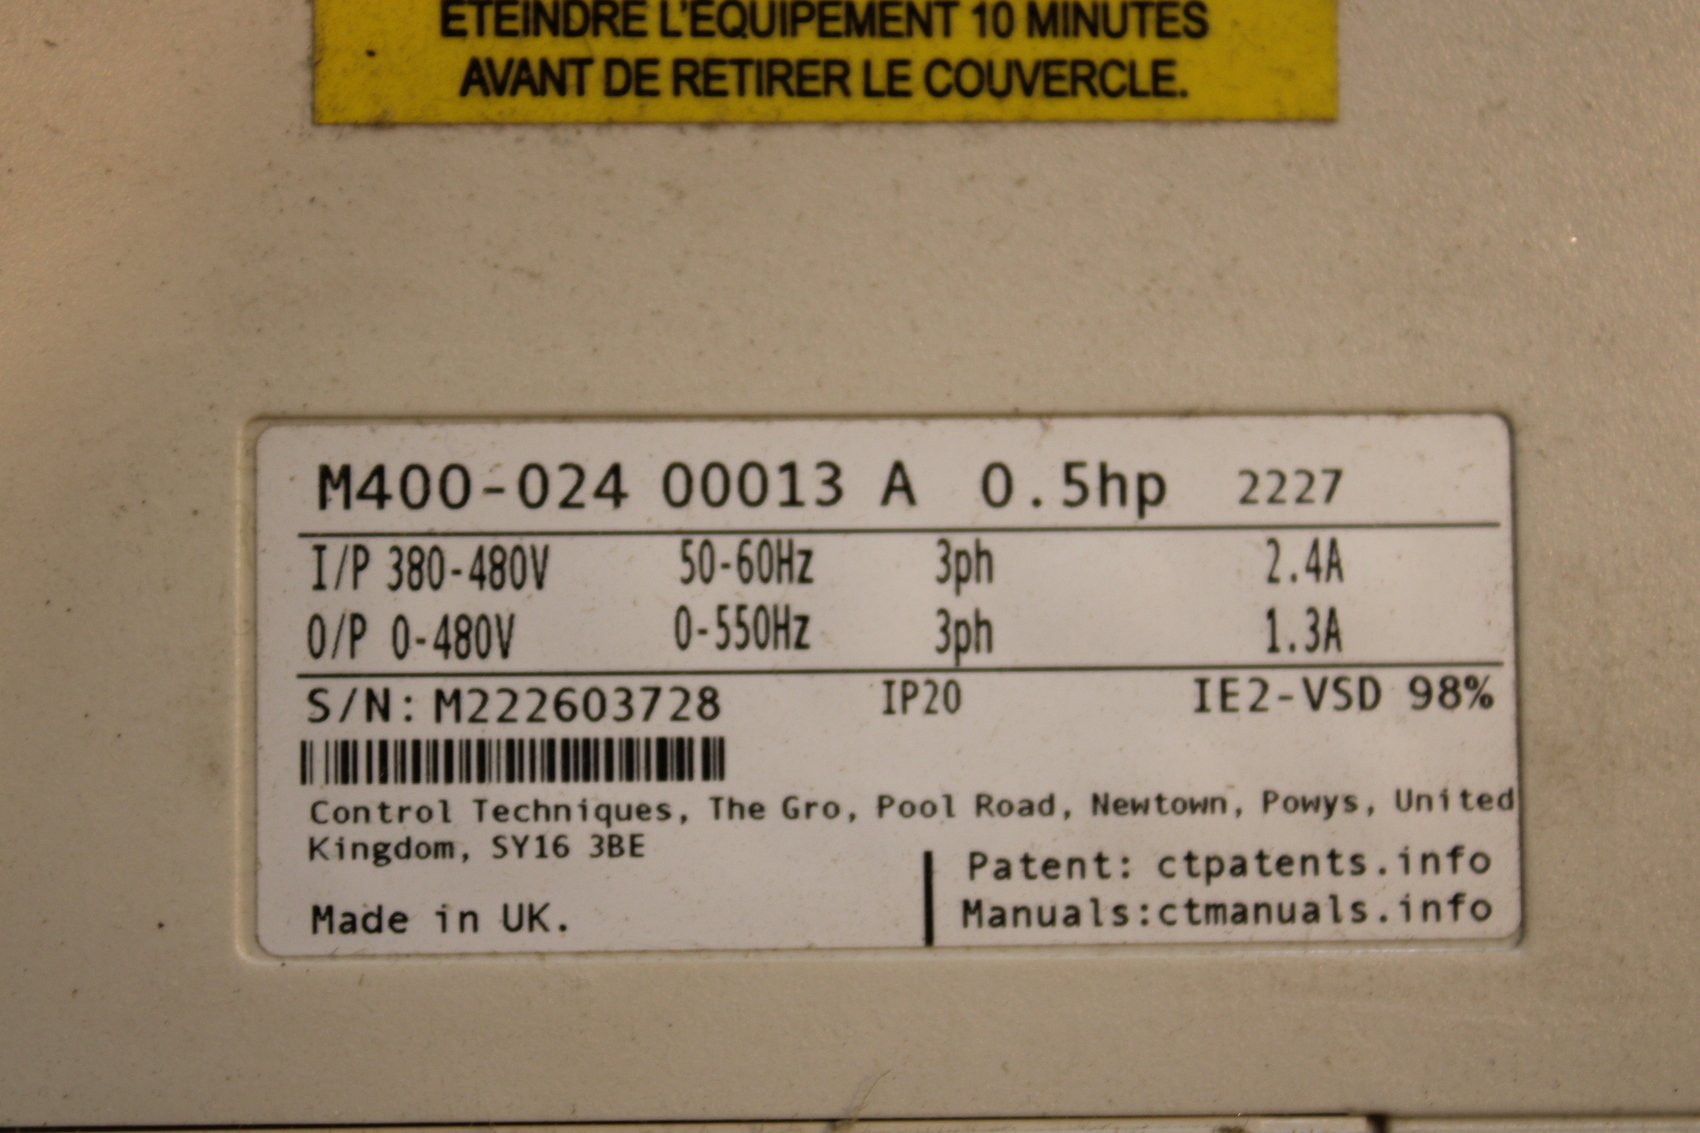 ÉTEINDRE L'ÉQUIPEMENT 10 MINUTES
AVANT DE RETIRER LE COUVERCLE.
M400-024 00013 A 0.5hp 2227
I/P 380-480V 50-60Hz 3ph 2.4A
O/P 0-480V 0-550Hz 3ph 1.3A
S/N: M222603728 IP20 IE2-VSD 98%
Control Techniques, The Gro, Pool Road, Newtown, Powys, United
Kingdom, SY16 3BE
Patent: ctpatents.info
Made in UK.
Manuals:ctmanuals.info